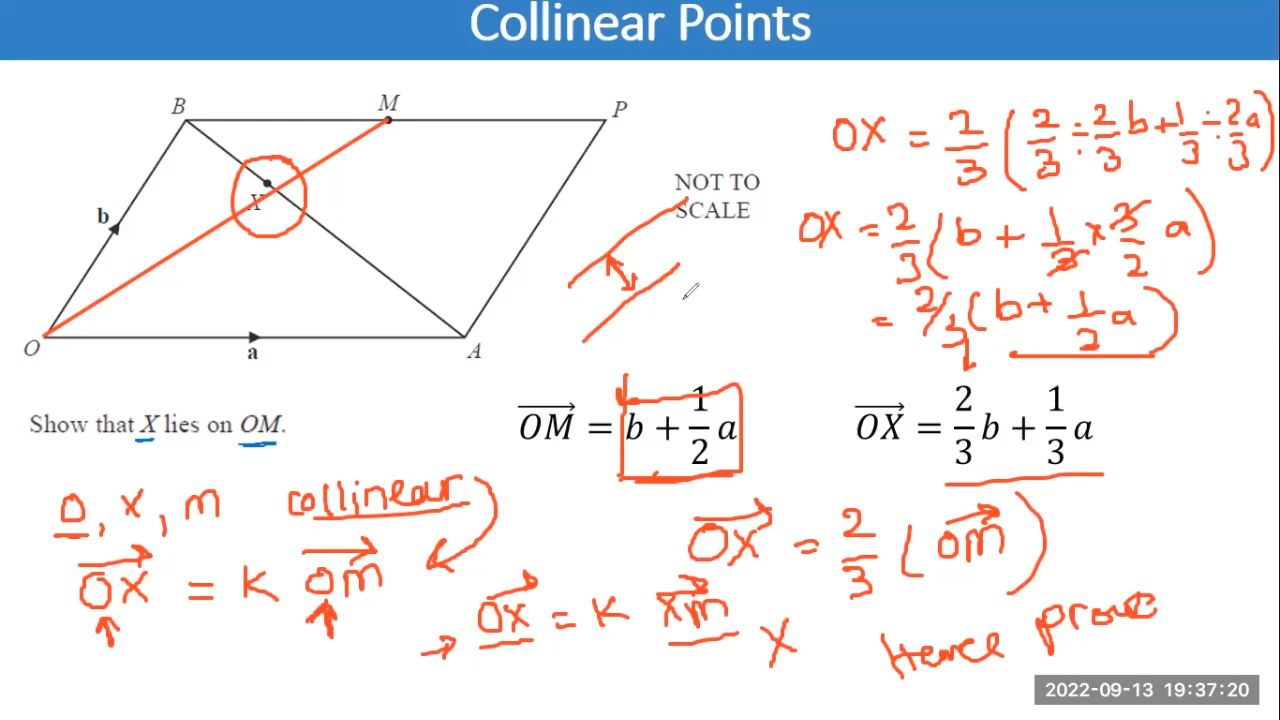 Collinear Points
B M P
X
b
O a A
NOT TO
SCALE
OX = 2/3 ( 2/3 ÷ 2/3 b + 1/3 ÷ 2/3 a )
OX = 2/3 ( b + 1/3 × 3/2 a )
= 2/3 ( b + 1/2 a )
Show that X lies on OM.
OM = b + 1/2 a
OX = 2/3 b + 1/3 a
O, X, M collinear
OX = K OM
OX = K XM X
OX = 2/3 ( OM )
Hence prove
2022-09-13 19:37:20